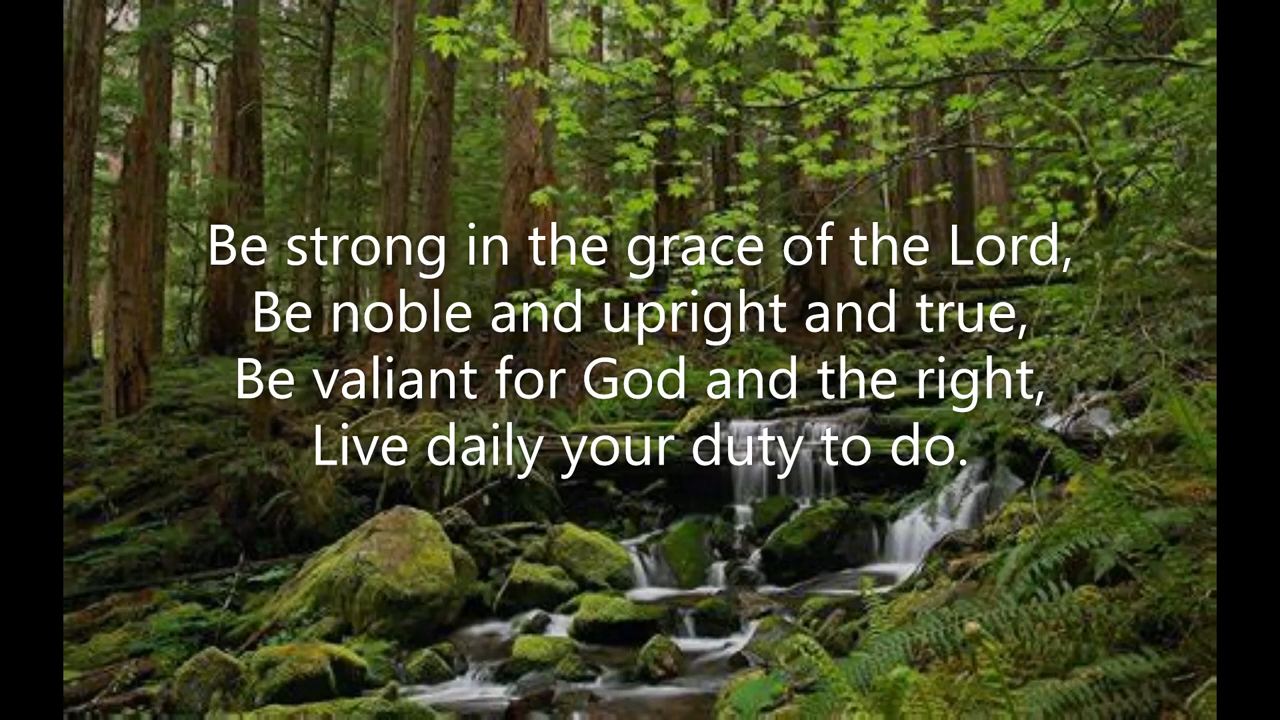 Be strong in the grace of the Lord,
Be noble and upright and true,
Be valiant for God and the right,
Live daily your duty to do.